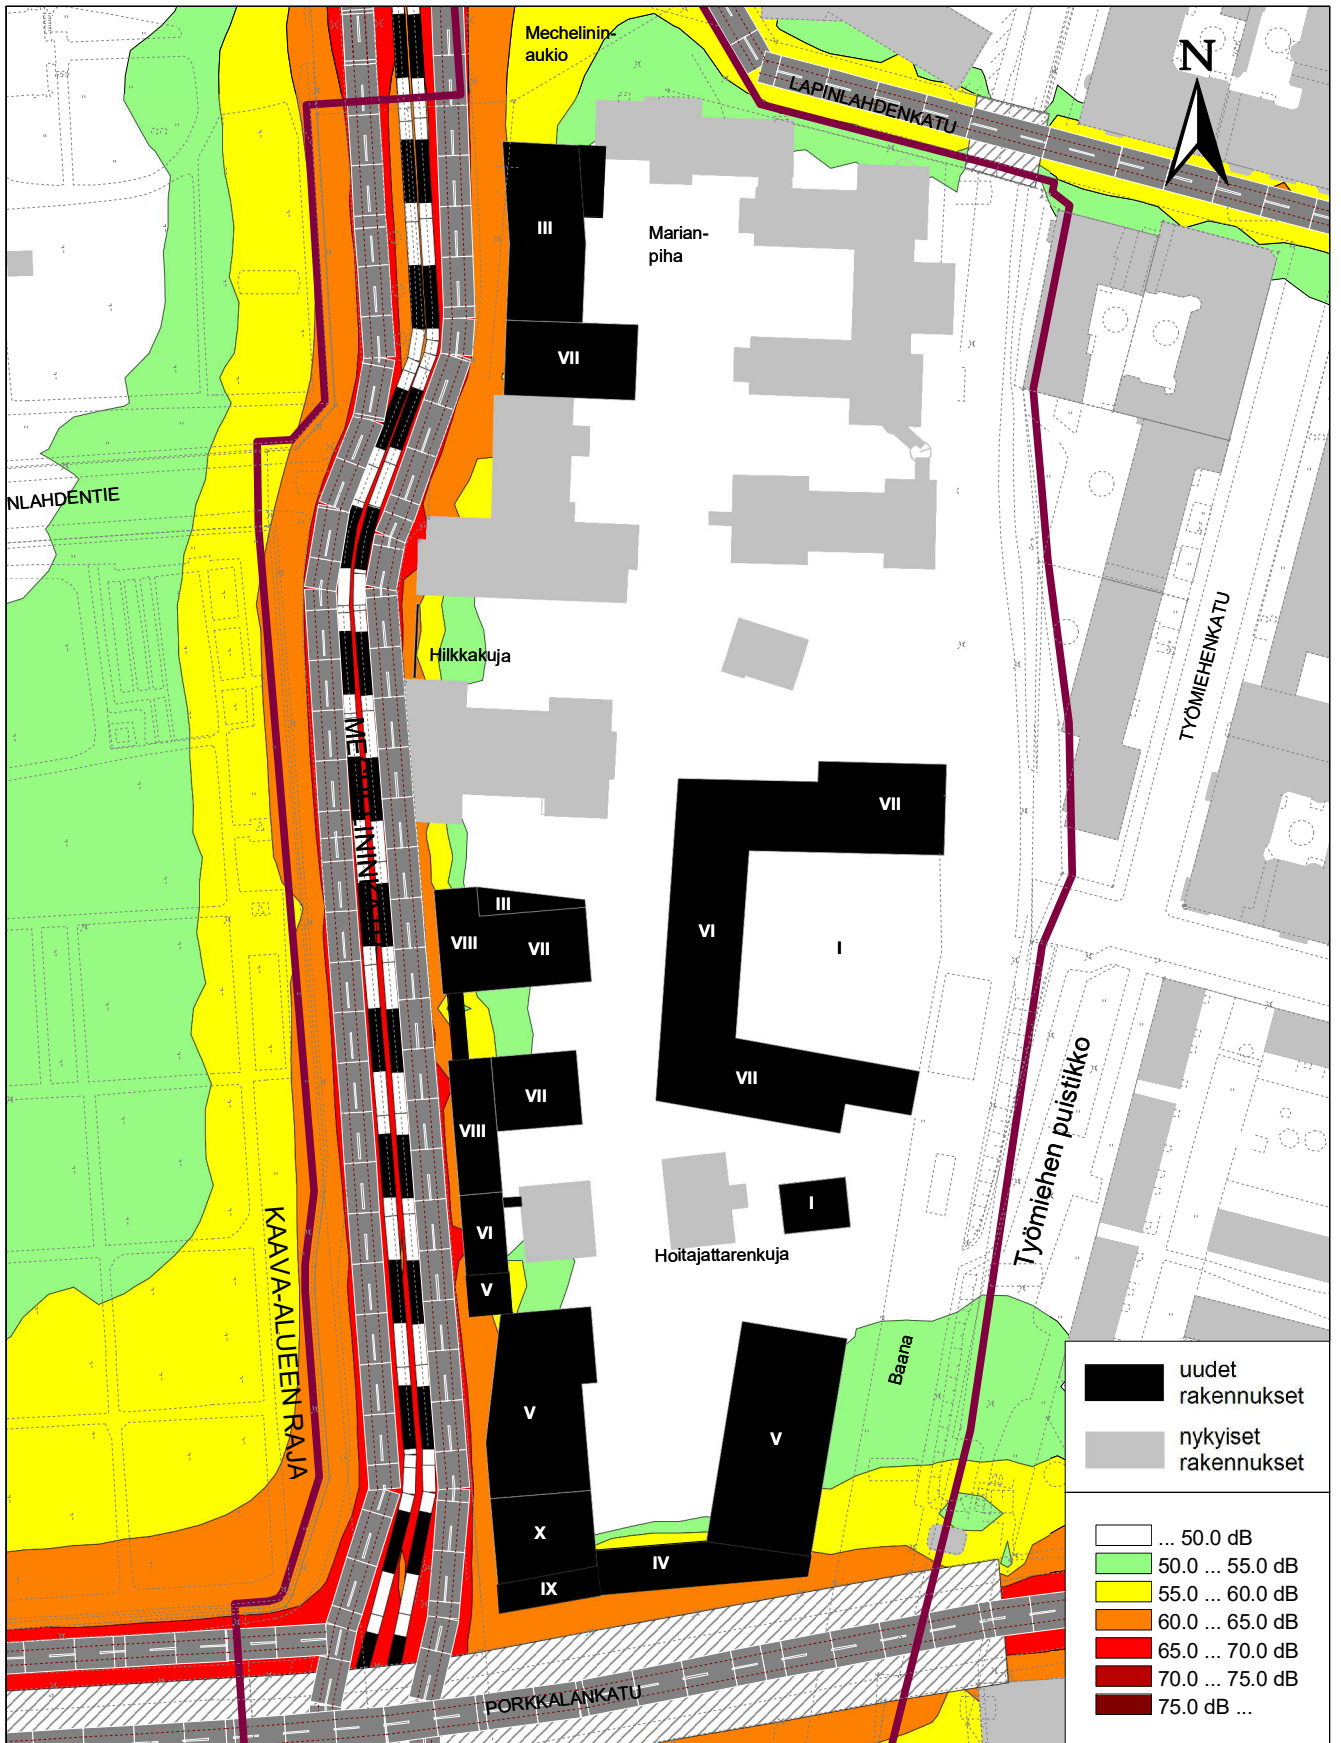 Mechelinin-
aukio
N
LAPINLAHDENKATU
III
Marian-
piha
VII
NLAHDENTIE
TYÖMIEHENKATU
Hilkkakuja
VII
III
VIII
VII
VI
I
VII
VII
VIII
Työmiehen puistikko
I
VI
Hoitajattarenkuja
V
KAAVA-ALUEEN RAJA
Baana
V
V
X
IV
IX
PORKKALANKATU
uudet
rakennukset
nykyiset
rakennukset
... 50.0 dB
50.0 ... 55.0 dB
55.0 ... 60.0 dB
60.0 ... 65.0 dB
65.0 ... 70.0 dB
70.0 ... 75.0 dB
75.0 dB ...